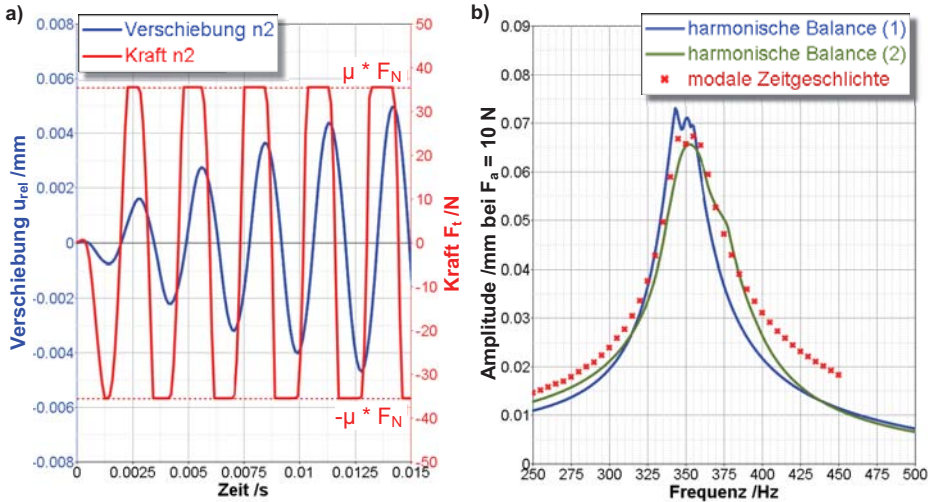 a)
Verschiebung n2
Kraft n2
µ * F_N
-µ * F_N
0.008
0.006
0.004
0.002
0
-0.002
-0.004
-0.006
-0.008
Verschiebung u_rel /mm
50
40
30
20
10
0
-10
-20
-30
-40
-50
Kraft F_t /N
0 0.0025 0.005 0.0075 0.01 0.0125 0.015
Zeit /s
b)
harmonische Balance (1)
harmonische Balance (2)
modale Zeitgeschlichte
0.09
0.08
0.07
0.06
0.05
0.04
0.03
0.02
0.01
0
Amplitude /mm bei F_a = 10 N
250 275 300 325 350 375 400 425 450 475 500
Frequenz /Hz